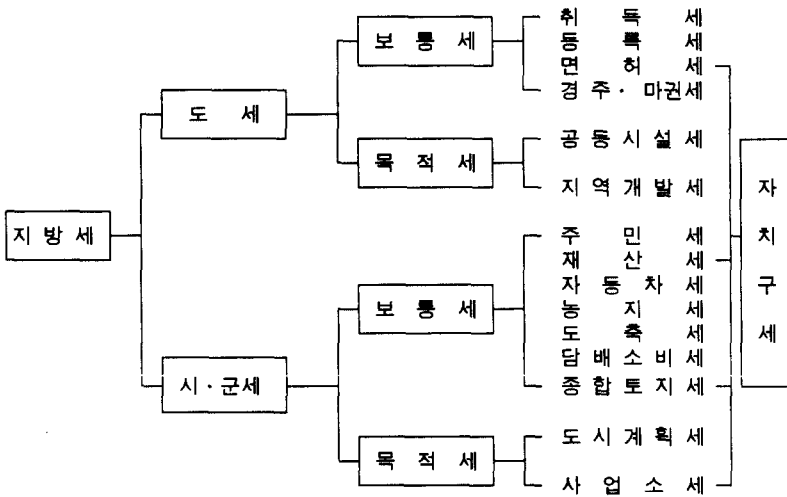 지방세
도세
보통세
취득세
등록세
면허세
경주·마권세
목적세
공동시설세
지역개발세
시·군세
보통세
주민세
재산세
자동차세
농지세
도축세
담배소비세
종합토지세
목적세
도시계획세
사업소세
자치구세